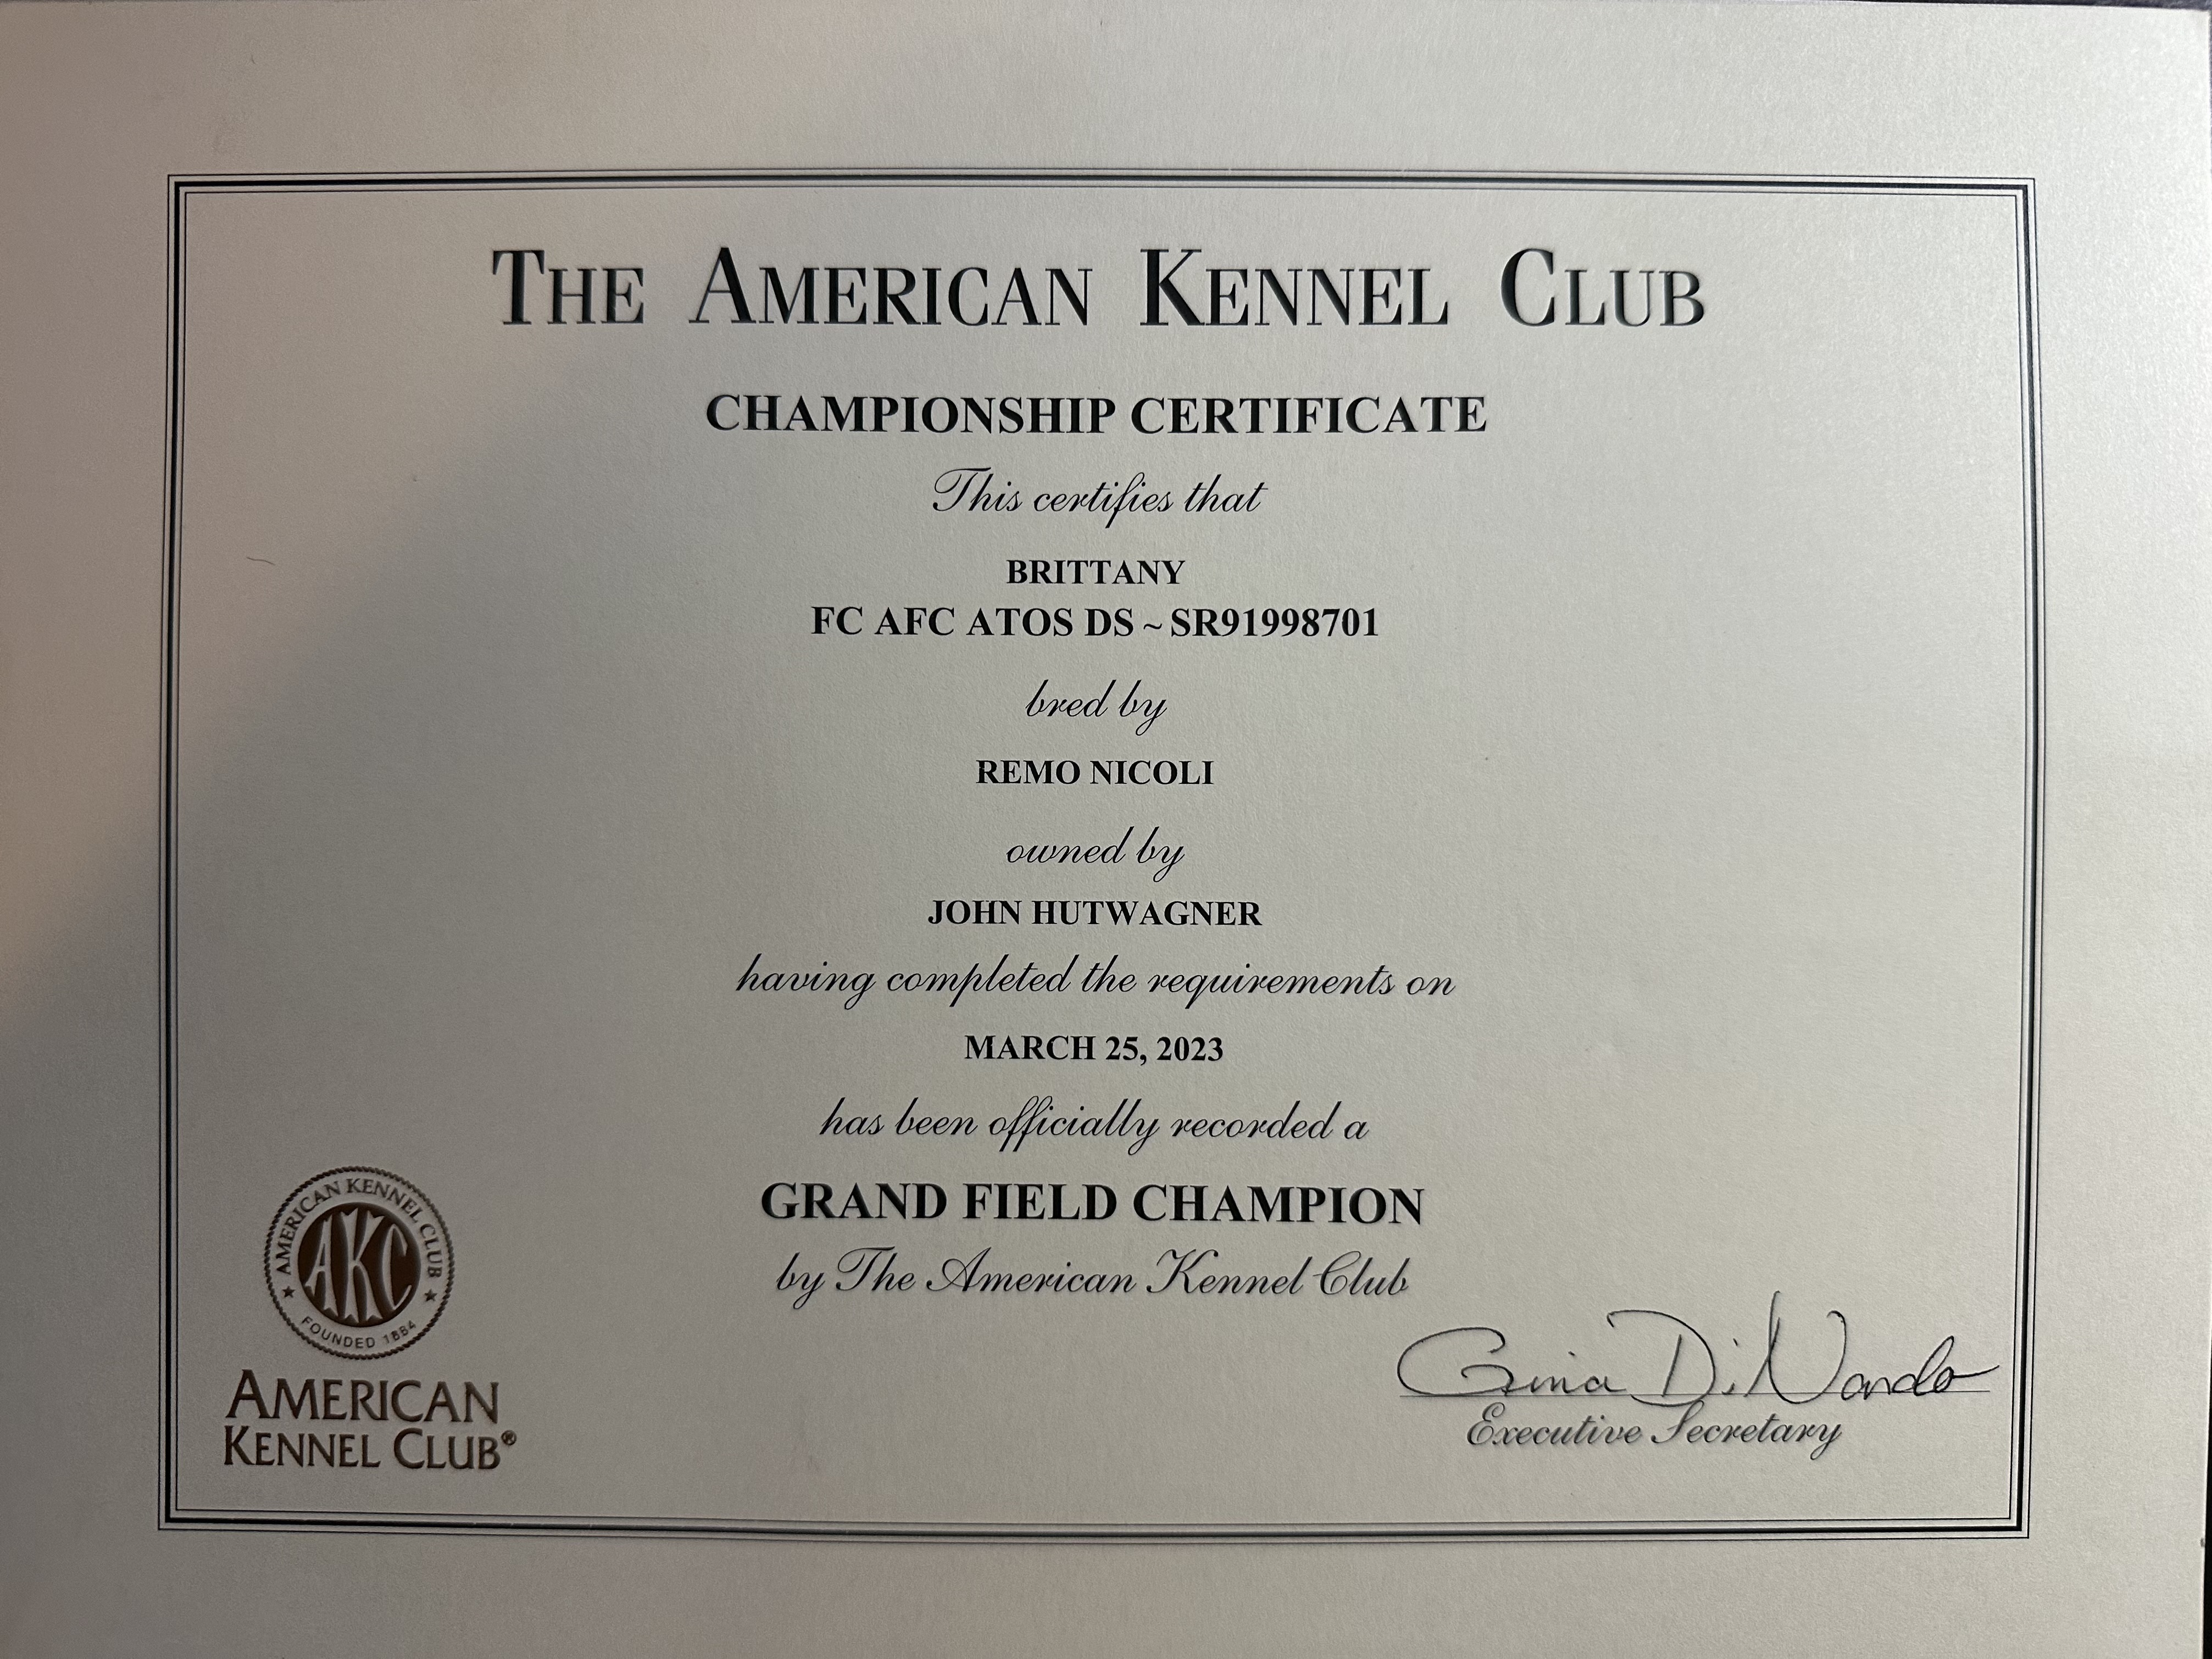 THE AMERICAN KENNEL CLUB
CHAMPIONSHIP CERTIFICATE
This certifies that
BRITTANY
FC AFC ATOS DS ~ SR91998701
bred by
REMO NICOLI
owned by
JOHN HUTWAGNER
having completed the requirements on
MARCH 25, 2023
has been officially recorded a
GRAND FIELD CHAMPION
by The American Kennel Club
AMERICAN KENNEL CLUB
AKC
FOUNDED 1884
AMERICAN
KENNEL CLUB®
Gina DiNardo
Executive Secretary